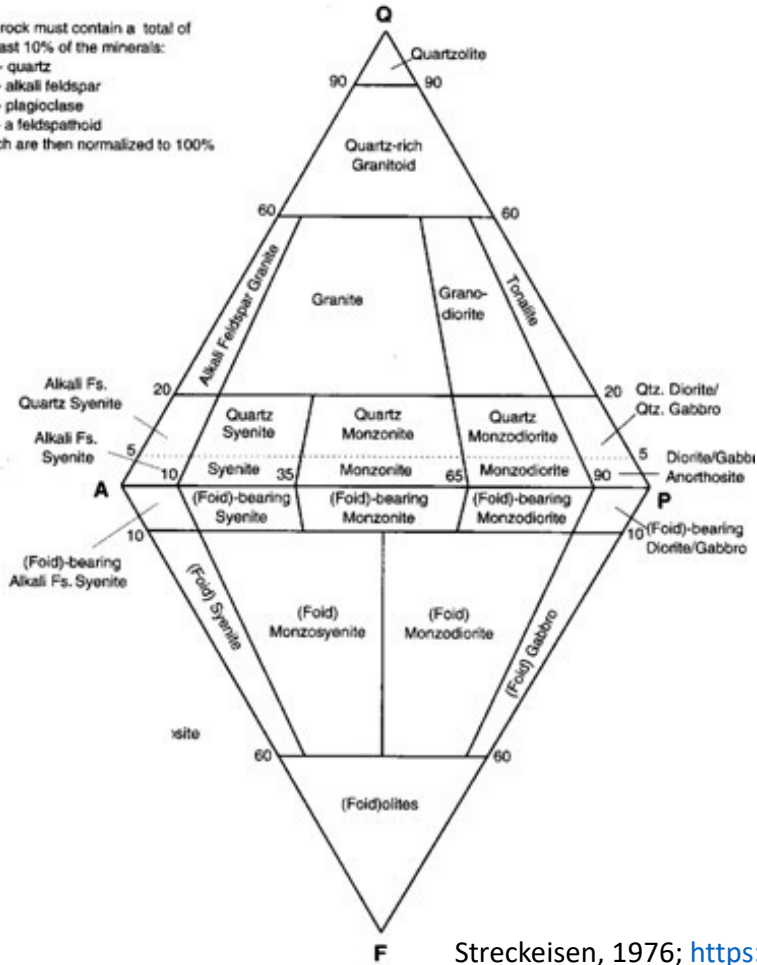 rock must contain a total of
ast 10% of the minerals:
- quartz
alkali feldspar
plagioclase
a feldspathoid
ch are then normalized to 100%
Q
Quartzolite
90
90
Quartz-rich
Granitoid
60
60
Alkali Feldspar Granite
Granite
Grano-
diorite
Tonalite
Alkali Fs.
Quartz Syenite
20
20
Qtz. Diorite/
Qtz. Gabbro
Quartz
Syenite
Quartz
Monzonite
Quartz
Monzodiorite
Alkali Fs.
Syenite
5
5
Diorite/Gabb
Anorthosite
A
10
Syenite
35
Monzonite
65
Monzodiorite
90
P
(Foid)-bearing
Syenite
(Foid)-bearing
Monzonite
(Foid)-bearing
Monzodiorite
10
10
(Foid)-bearing
Diorite/Gabbro
(Foid)-bearing
Alkali Fs. Syenite
(Foid) Syenite
(Foid)
Monzosyenite
(Foid)
Monzodiorite
(Foid) Gabbro
site
60
60
(Foid)olites
F
Streckeisen, 1976; https: